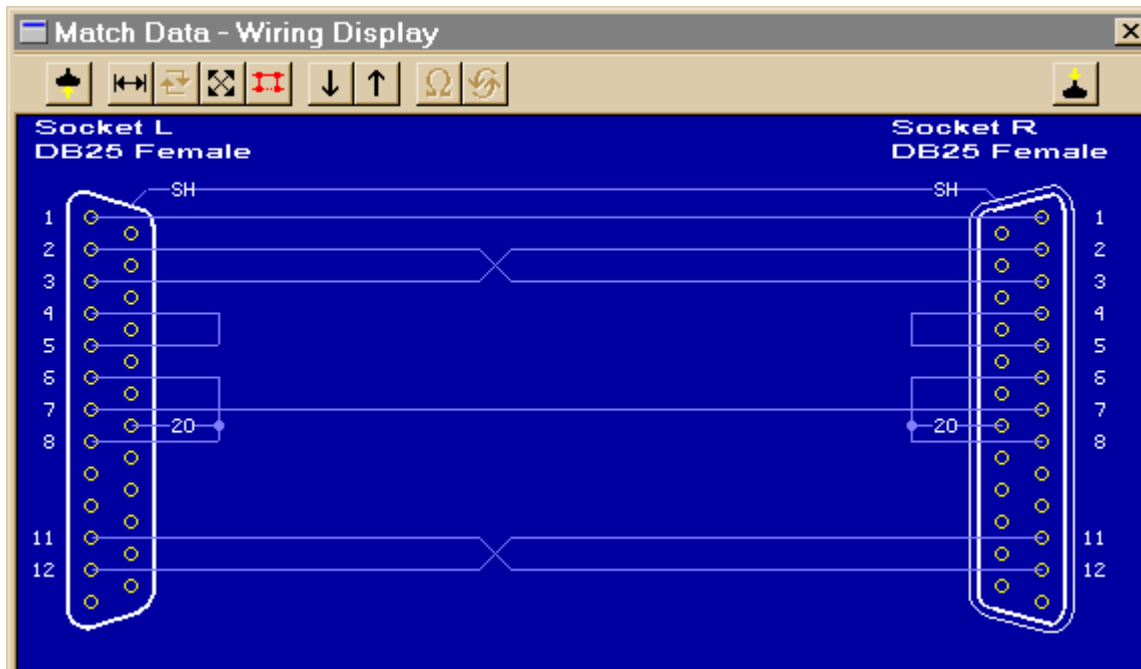 Match Data - Wiring Display
Ω
Socket L
DB25 Female
Socket R
DB25 Female
SH SH
1 1
2 2
3 3
4 4
5 5
6 6
7 7
20 20
8 8
11 11
12 12